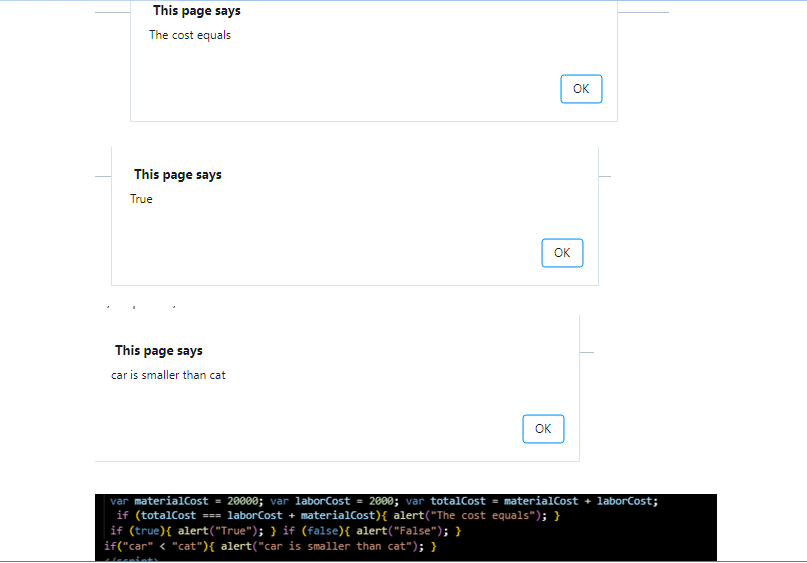 This page says
The cost equals
OK
This page says
True
OK
This page says
car is smaller than cat
OK
var materialCost = 20000; var laborCost = 2000; var totalCost = materialCost + laborCost;
if (totalCost === laborCost + materialCost){ alert("The cost equals"); }
if (true){ alert("True"); } if (false){ alert("False"); }
if("car" < "cat"){ alert("car is smaller than cat"); }